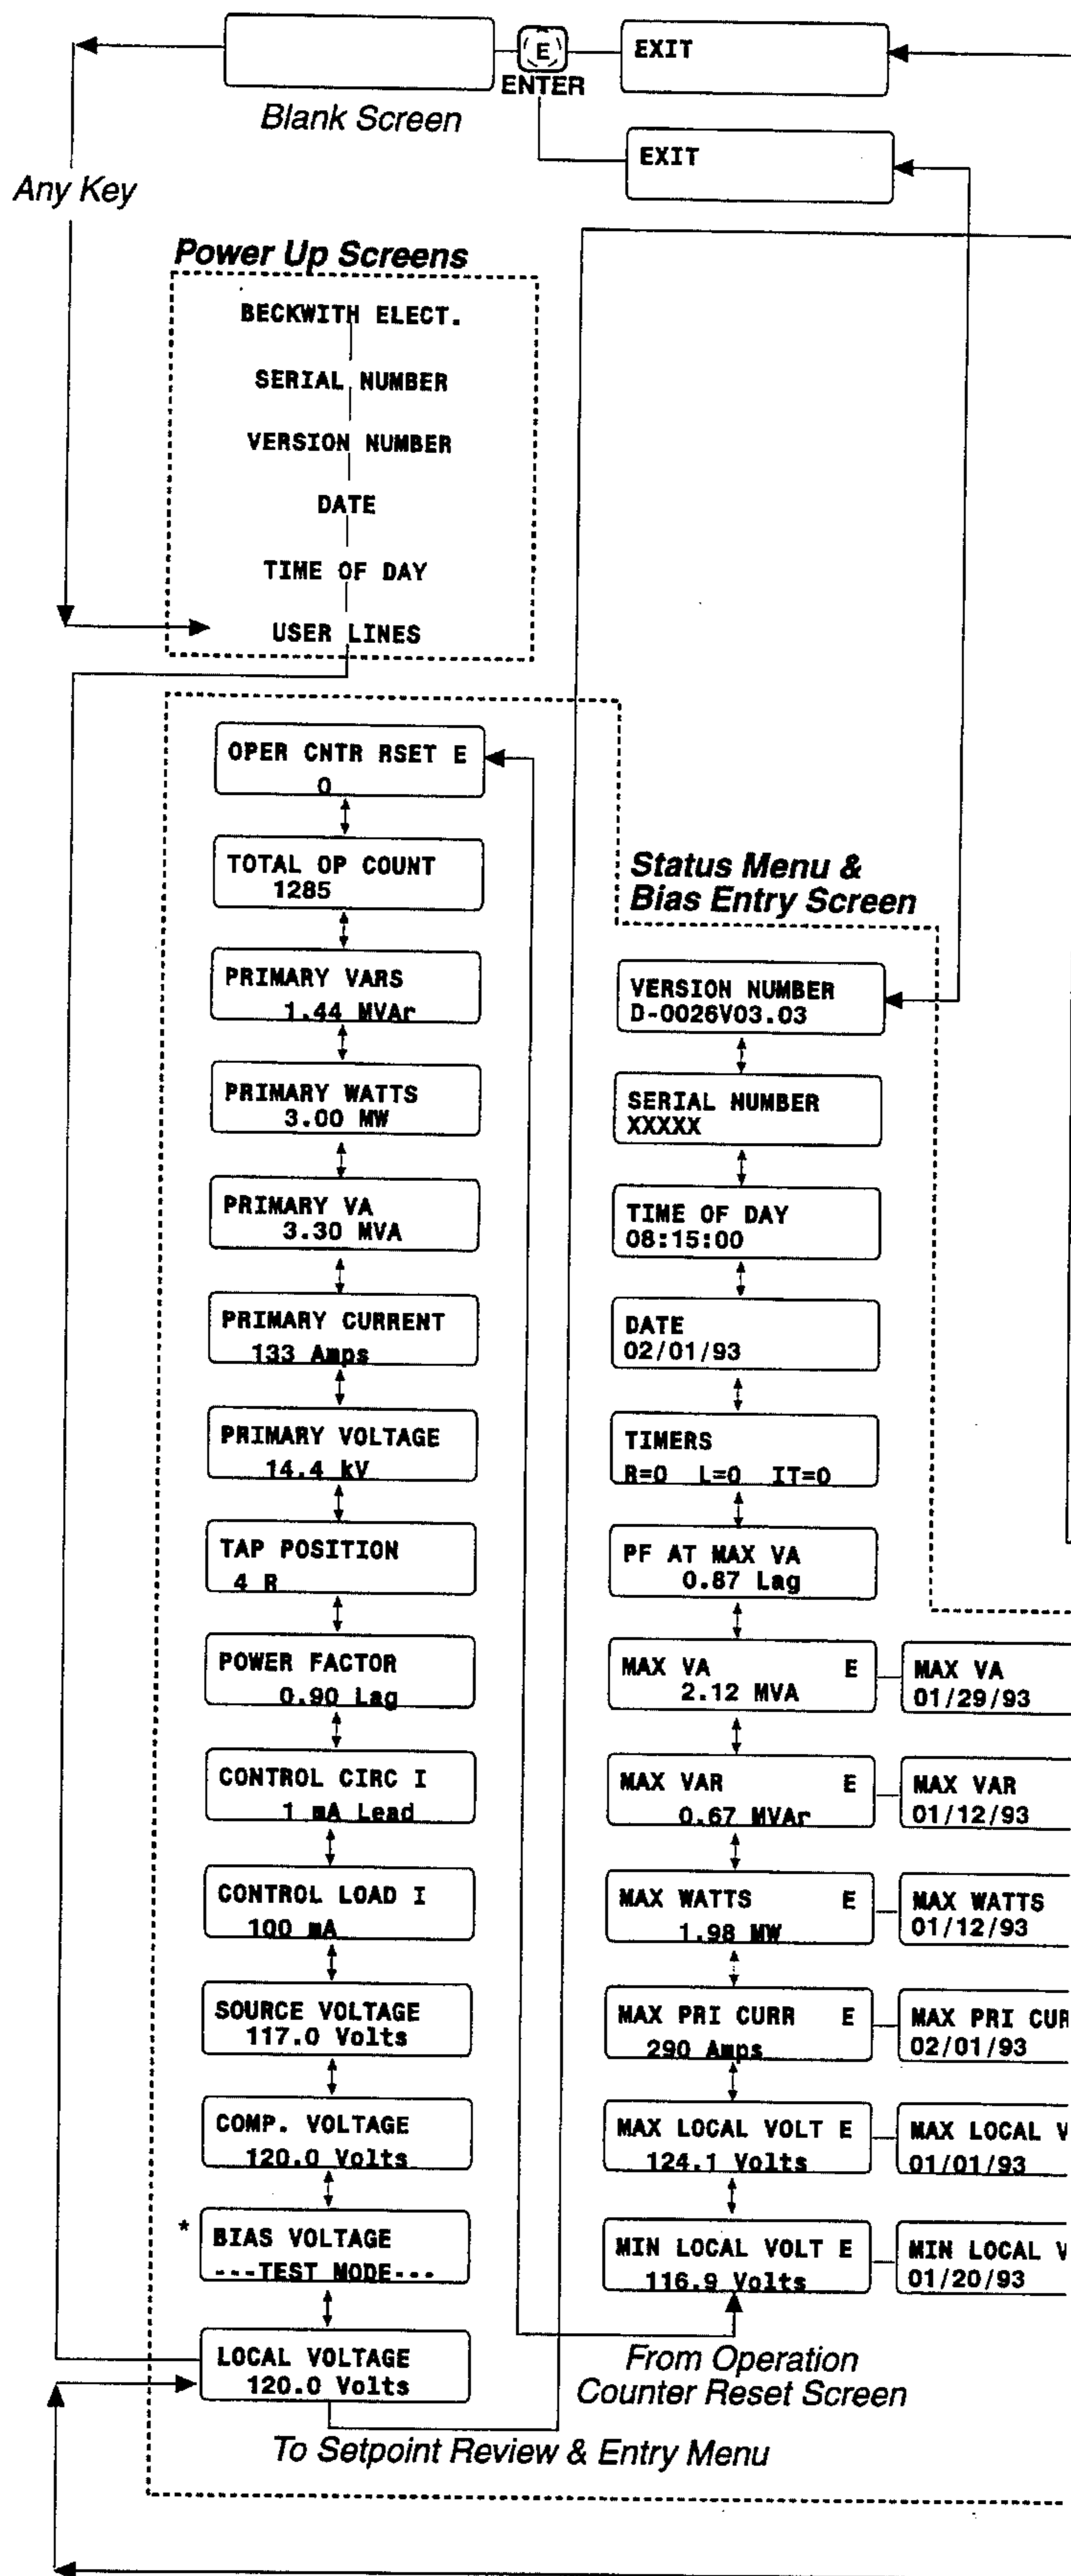 EXIT
E
ENTER
Blank Screen
EXIT
Any Key
Power Up Screens
BECKWITH ELECT.
SERIAL NUMBER
VERSION NUMBER
DATE
TIME OF DAY
USER LINES
OPER CNTR RSET E
0
TOTAL OP COUNT
1285
PRIMARY VARS
1.44 MVAr
PRIMARY WATTS
3.00 MW
PRIMARY VA
3.30 MVA
PRIMARY CURRENT
133 Amps
PRIMARY VOLTAGE
14.4 kV
TAP POSITION
4 R
POWER FACTOR
0.90 Lag
CONTROL CIRC I
1 mA Lead
CONTROL LOAD I
100 mA
SOURCE VOLTAGE
117.0 Volts
COMP. VOLTAGE
120.0 Volts
* BIAS VOLTAGE
---TEST MODE---
LOCAL VOLTAGE
120.0 Volts
To Setpoint Review & Entry Menu
Status Menu &
Bias Entry Screen
VERSION NUMBER
D-0026V03.03
SERIAL NUMBER
XXXXX
TIME OF DAY
08:15:00
DATE
02/01/93
TIMERS
R=0 L=0 IT=0
PF AT MAX VA
0.87 Lag
MAX VA E
2.12 MVA
MAX VA
01/29/93
MAX VAR E
0.67 MVAr
MAX VAR
01/12/93
MAX WATTS E
1.98 MW
MAX WATTS
01/12/93
MAX PRI CURR E
290 Amps
MAX PRI CUR
02/01/93
MAX LOCAL VOLT E
124.1 Volts
MAX LOCAL V
01/01/93
MIN LOCAL VOLT E
116.9 Volts
MIN LOCAL V
01/20/93
From Operation
Counter Reset Screen